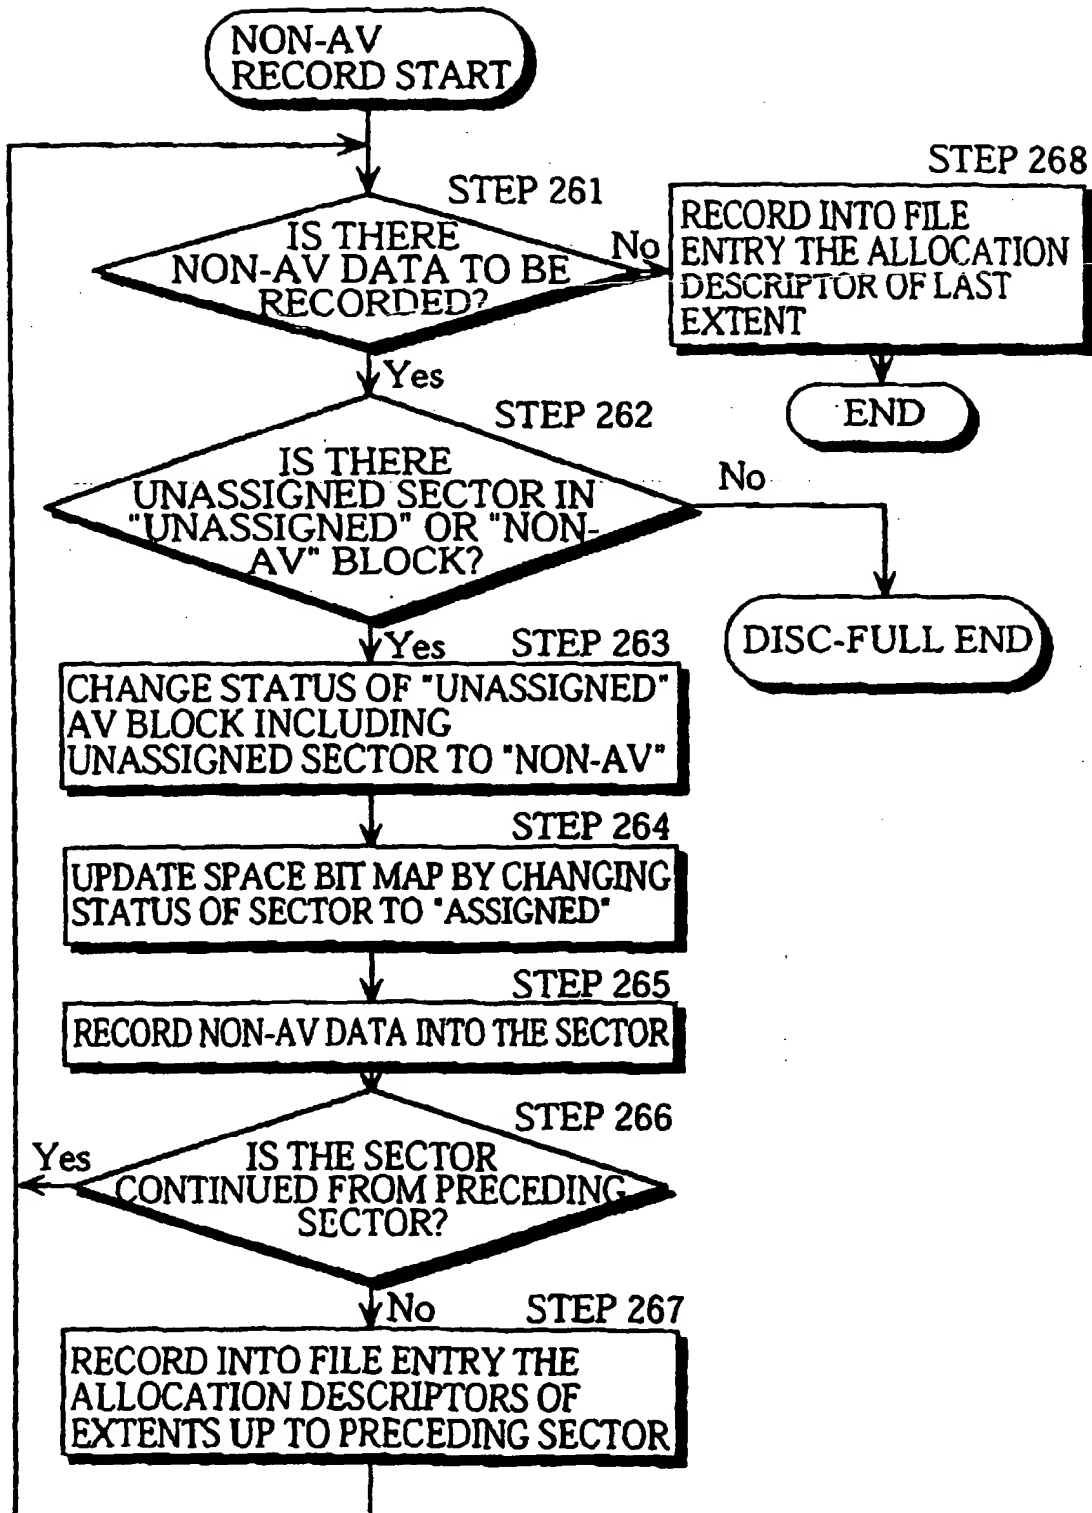 NON-AV
RECORD START
STEP 261
IS THERE
NON-AV DATA TO BE
RECORDED?
No
STEP 268
RECORD INTO FILE
ENTRY THE ALLOCATION
DESCRIPTOR OF LAST
EXTENT
END
Yes
STEP 262
IS THERE
UNASSIGNED SECTOR IN
"UNASSIGNED" OR "NON-
AV" BLOCK?
No
DISC-FULL END
Yes
STEP 263
CHANGE STATUS OF "UNASSIGNED"
AV BLOCK INCLUDING
UNASSIGNED SECTOR TO "NON-AV"
STEP 264
UPDATE SPACE BIT MAP BY CHANGING
STATUS OF SECTOR TO "ASSIGNED"
STEP 265
RECORD NON-AV DATA INTO THE SECTOR
STEP 266
Yes
IS THE SECTOR
CONTINUED FROM PRECEDING
SECTOR?
No
STEP 267
RECORD INTO FILE ENTRY THE
ALLOCATION DESCRIPTORS OF
EXTENTS UP TO PRECEDING SECTOR